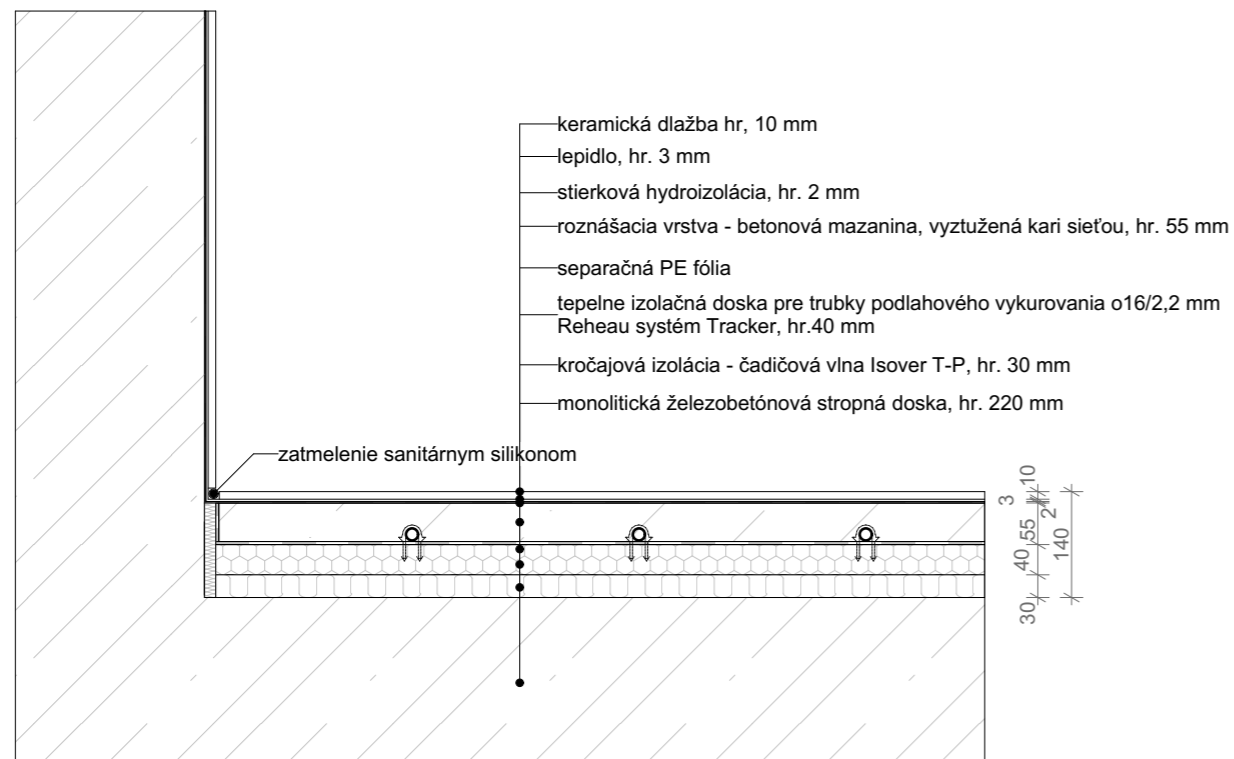 keramická dlažba hr, 10 mm
lepidlo, hr. 3 mm
stierková hydroizolácia, hr. 2 mm
roznášacia vrstva - betonová mazanina, vyztužená kari sieťou, hr. 55 mm
separačná PE fólia
tepelne izolačná doska pre trubky podlahového vykurovania o16/2,2 mm
Reheau systém Tracker, hr.40 mm
kročajová izolácia - čadičová vlna Isover T-P, hr. 30 mm
monolitická železobetónová stropná doska, hr. 220 mm
zatmelenie sanitárnym silikonom
10
3
2
55
140
40
30